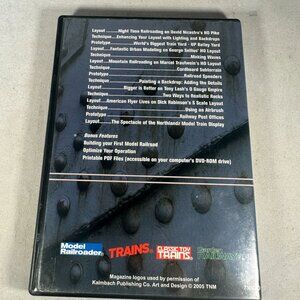 Layout.........Night Time Railroading on David McKastro's HO Pike
Technique.....Enhancing Your Layout with Lighting and Backdrops
Prototype..............World's Biggest Train Yard - UP Bailey Yard
Layout.....Fantastic Urban Modeling on George Sellios' HO Layout
Technique.........................................Making Waves
Layout.....Mountain Railroading on Marcel Trautwein's HO Layout
Technique................................Cardboard Subterrain
Prototype....................................Railroad Speeders
Technique.....................Painting a Backdrop: Adding the Details
Layout...............Bigger is Better on Tony Lash's O Gauge Empire
Technique............................Two Ways to Realistic Rocks
Layout......American Flyer Lives on Dick Robinson's S Scale Layout
Technique..................................Using an Airbrush
Prototype..............................Railway Post Offices
Layout......The Spectacle of the Northlandz Model Train Display
Bonus Features
Building your First Model Railroad
Optimize Your Operation
Printable PDF Files (accessible on your computer's DVD-ROM drive)
Model
Railroader
TRAINS
CLASSIC TOY
TRAINS
Garden
RAILWAYS
Magazine logos used by permission of
Kalmbach Publishing Co. Art and Design © 2005 TNM